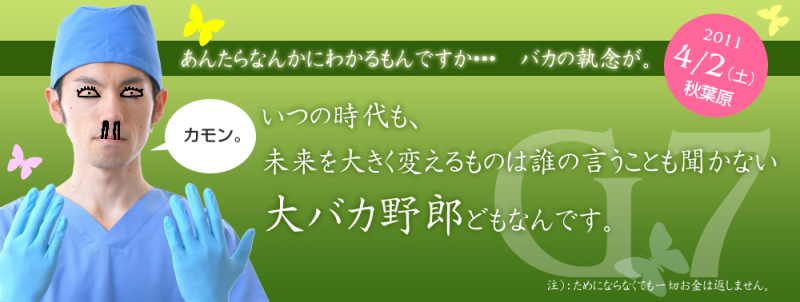 あんたらなんかにわかるもんですか・・・ バカの執念が。
2011
4/2(土)
秋葉原
カモン。
いつの時代も、
未来を大きく変えるものは誰の言うことも聞かない
大バカ野郎どもなんです。
G.7
注):ためにならなくても一切お金は返しません。